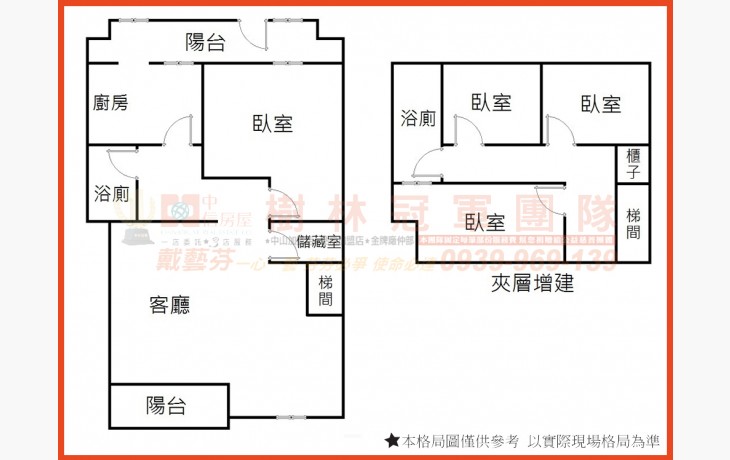 陽台
廚房
臥室
浴廁
儲藏室
梯間
客廳
陽台
臥室
臥室
浴廁
櫃子
臥室
梯間
夾層增建
中信房屋
樹林冠軍團隊
戴藝芬
0939 969 139
★本格局圖僅供參考 以實際現場格局為準